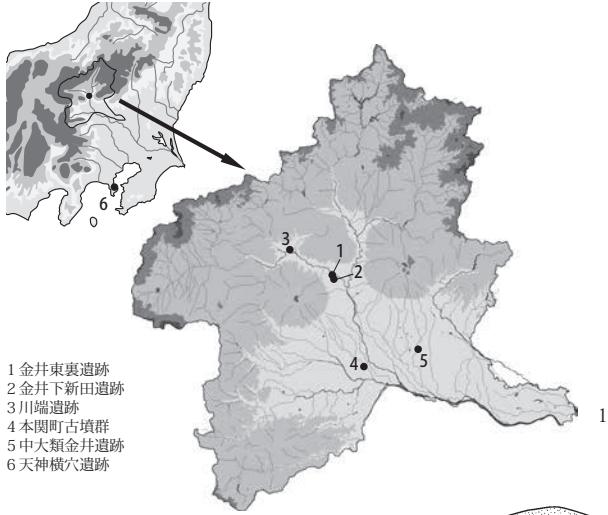 6
3
1
2
4
5
1 金井東裏遺跡
2 金井下新田遺跡
3 川端遺跡
4 本関町古墳群
5 中大類金井遺跡
6 天神横穴遺跡
1